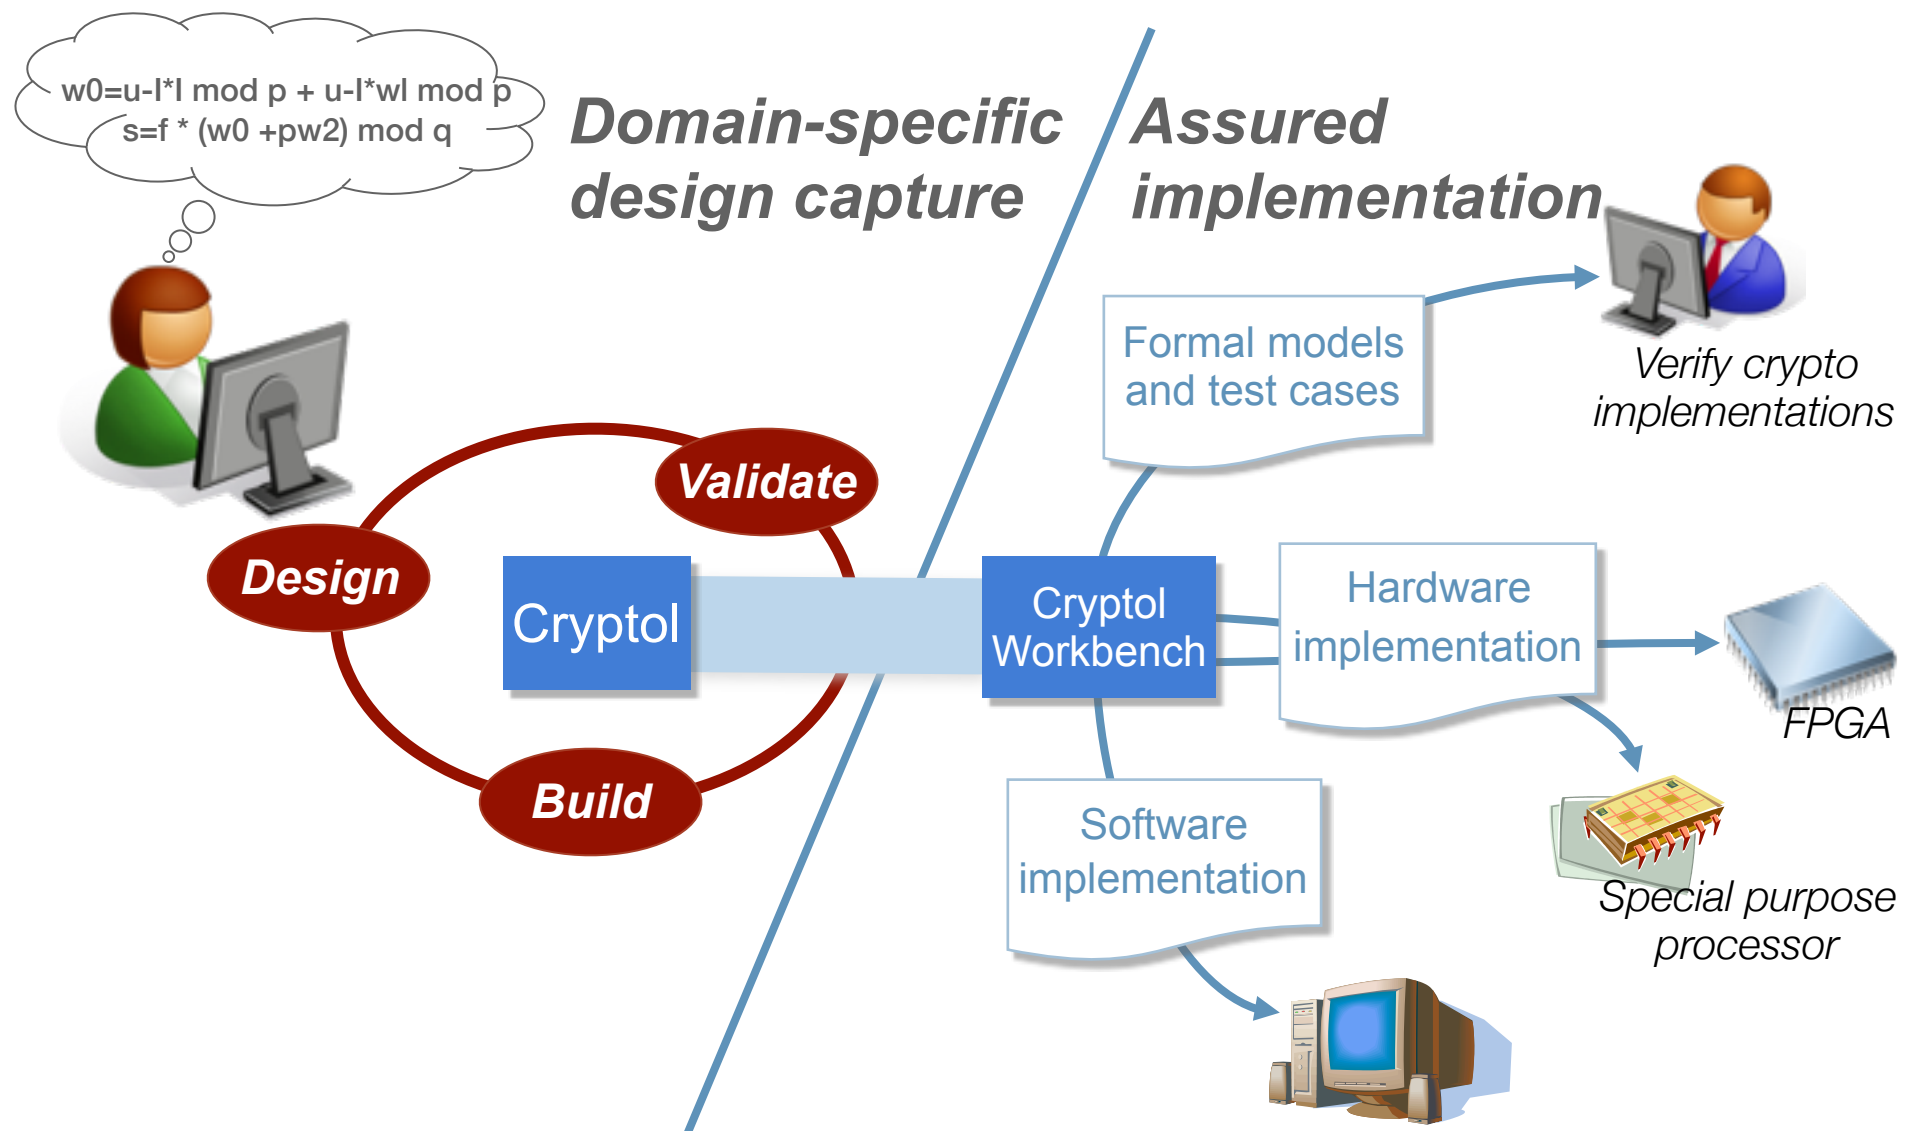 w0=u-I*I mod p + u-I*wI mod p
s=f * (w0 +pw2) mod q
Domain-specific
design capture
Assured
implementation
Formal models
and test cases
Verify crypto
implementations
Validate
Design
Build
Cryptol
Cryptol
Workbench
Hardware
implementation
FPGA
Software
implementation
Special purpose
processor